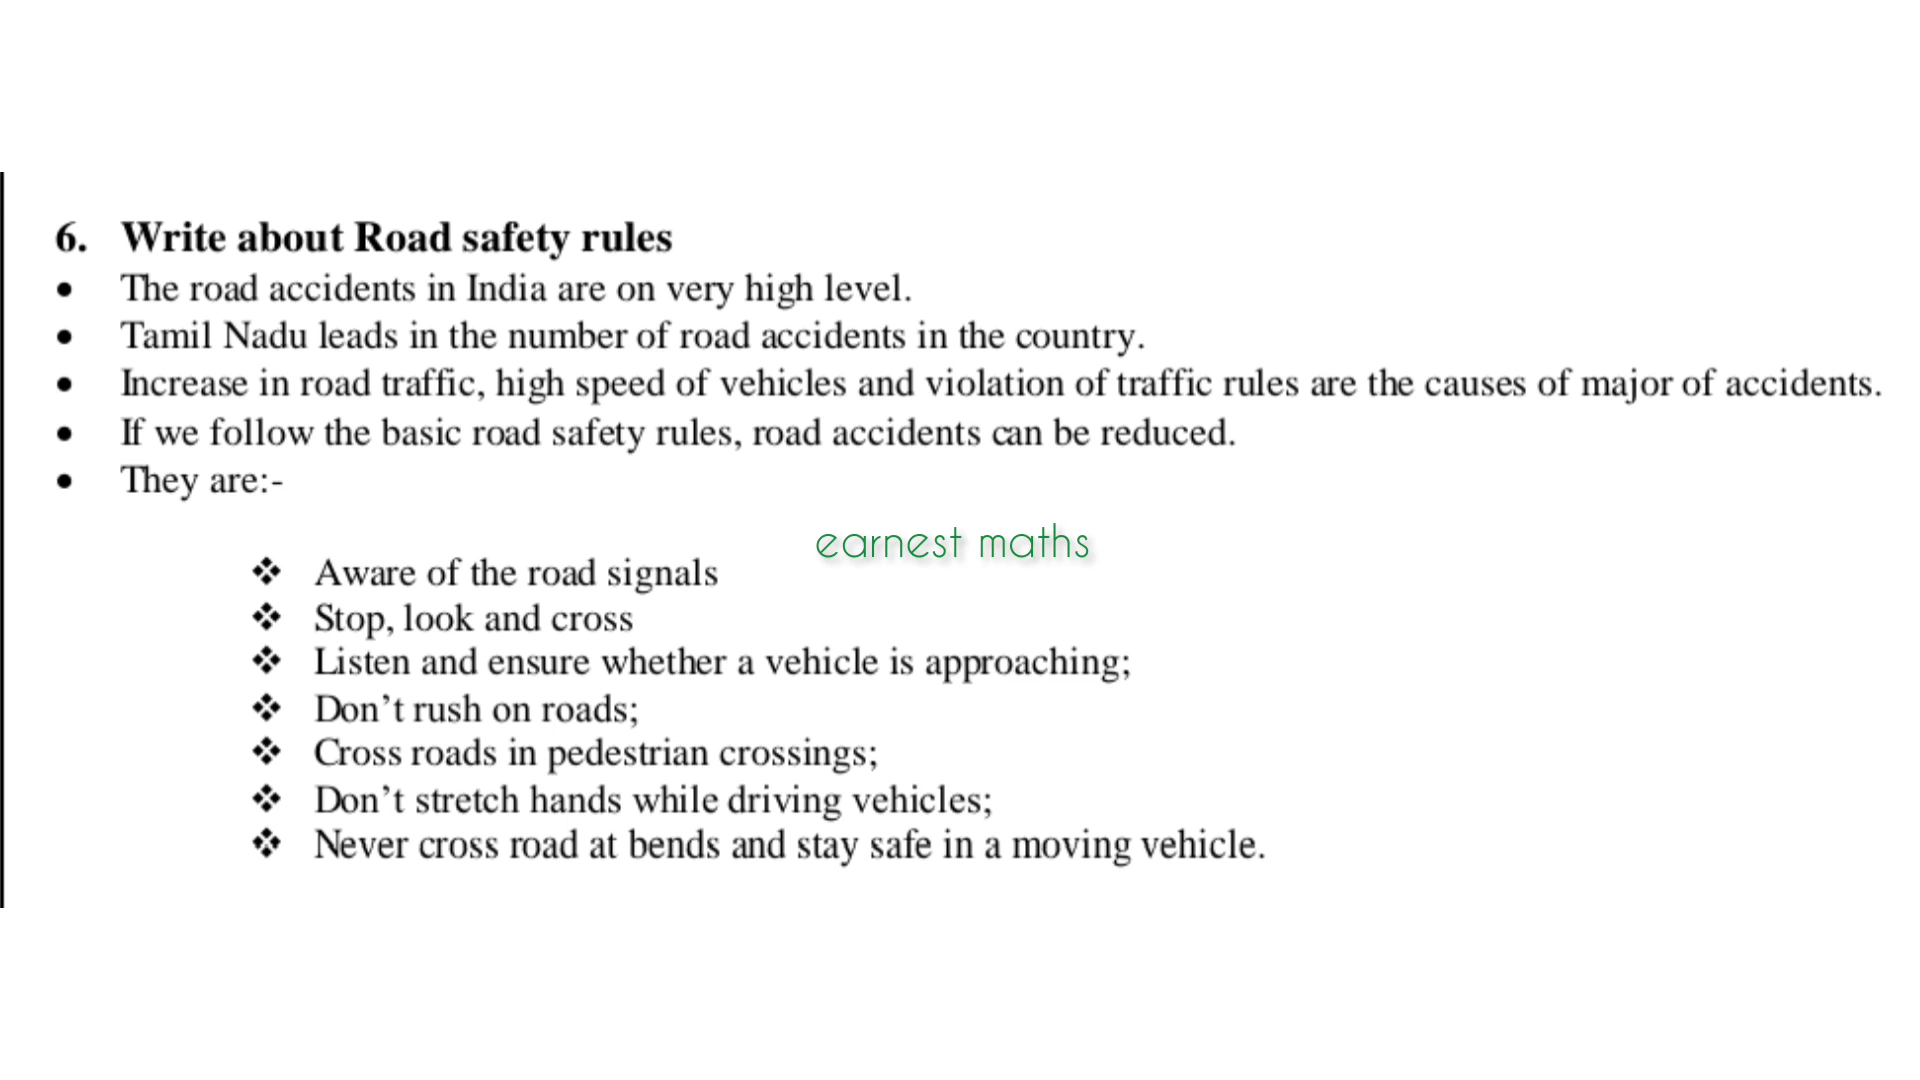 6. Write about Road safety rules
• The road accidents in India are on very high level.
• Tamil Nadu leads in the number of road accidents in the country.
• Increase in road traffic, high speed of vehicles and violation of traffic rules are the causes of major of accidents.
• If we follow the basic road safety rules, road accidents can be reduced.
• They are:-
earnest maths
❖ Aware of the road signals
❖ Stop, look and cross
❖ Listen and ensure whether a vehicle is approaching;
❖ Don’t rush on roads;
❖ Cross roads in pedestrian crossings;
❖ Don’t stretch hands while driving vehicles;
❖ Never cross road at bends and stay safe in a moving vehicle.